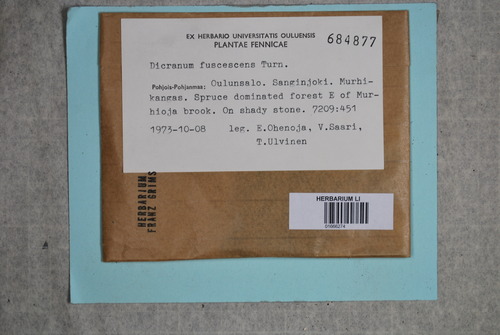 EX HERBARIO UNIVERSITATIS OULUENSIS
PLANTAE FENNICAE
684877
Dicranum fuscescens Turn.
Pohjois-Pohjanmaa: Oulunsalo. Sanginjoki. Murhi-
kangas. Spruce dominated forest E of Mur-
hioja brook. On shady stone. 7209:451
1973-10-08 leg. E.Ohenoja, V.Saari,
T.Ulvinen
HERBARIUM
FRANZ GRIMS
HERBARIUM LI